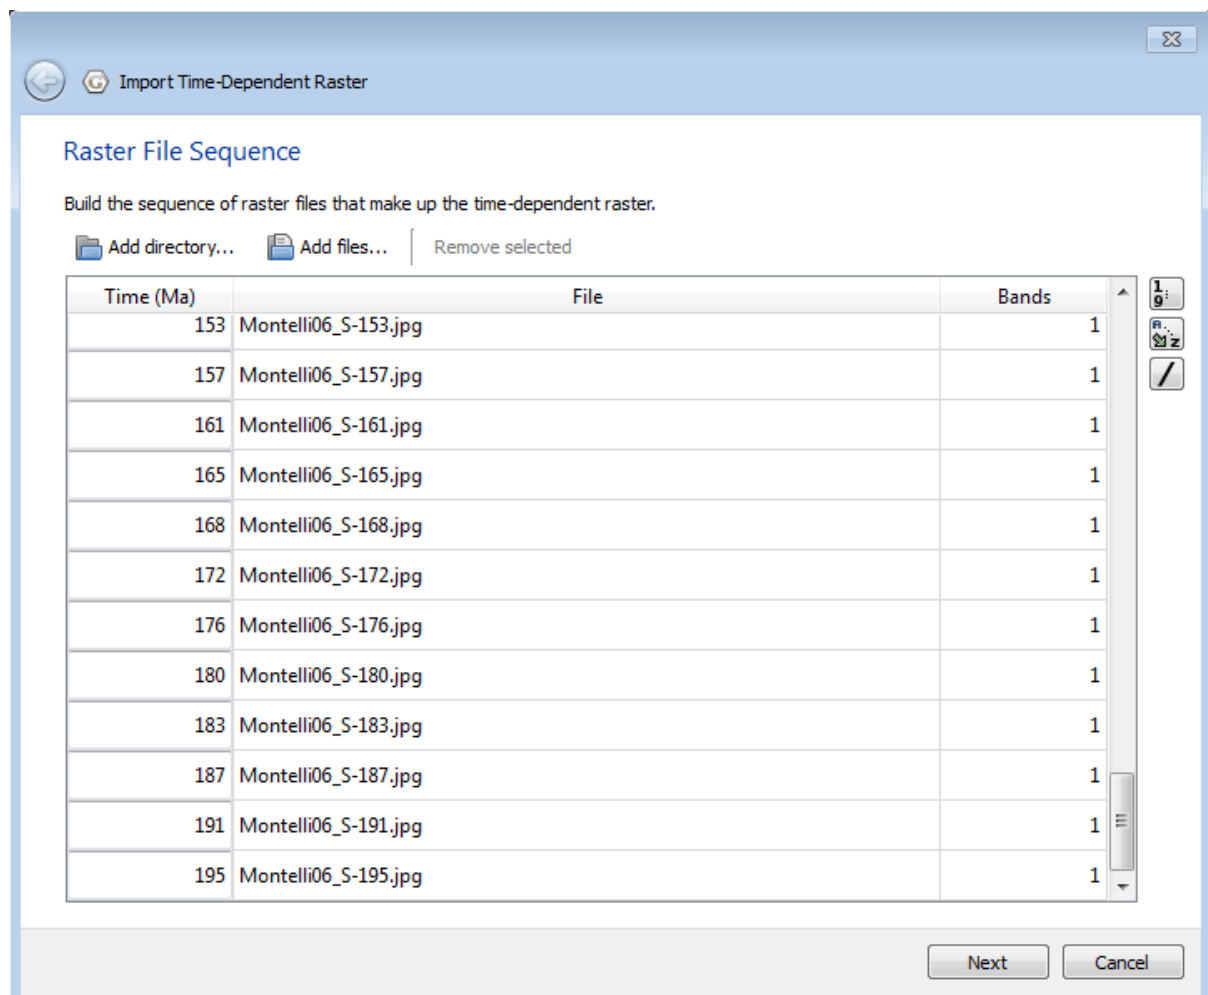 Import Time-Dependent Raster
Raster File Sequence
Build the sequence of raster files that make up the time-dependent raster.
Add directory... Add files... Remove selected
Time (Ma) File Bands
153 Montelli06_S-153.jpg 1
157 Montelli06_S-157.jpg 1
161 Montelli06_S-161.jpg 1
165 Montelli06_S-165.jpg 1
168 Montelli06_S-168.jpg 1
172 Montelli06_S-172.jpg 1
176 Montelli06_S-176.jpg 1
180 Montelli06_S-180.jpg 1
183 Montelli06_S-183.jpg 1
187 Montelli06_S-187.jpg 1
191 Montelli06_S-191.jpg 1
195 Montelli06_S-195.jpg 1
Next Cancel